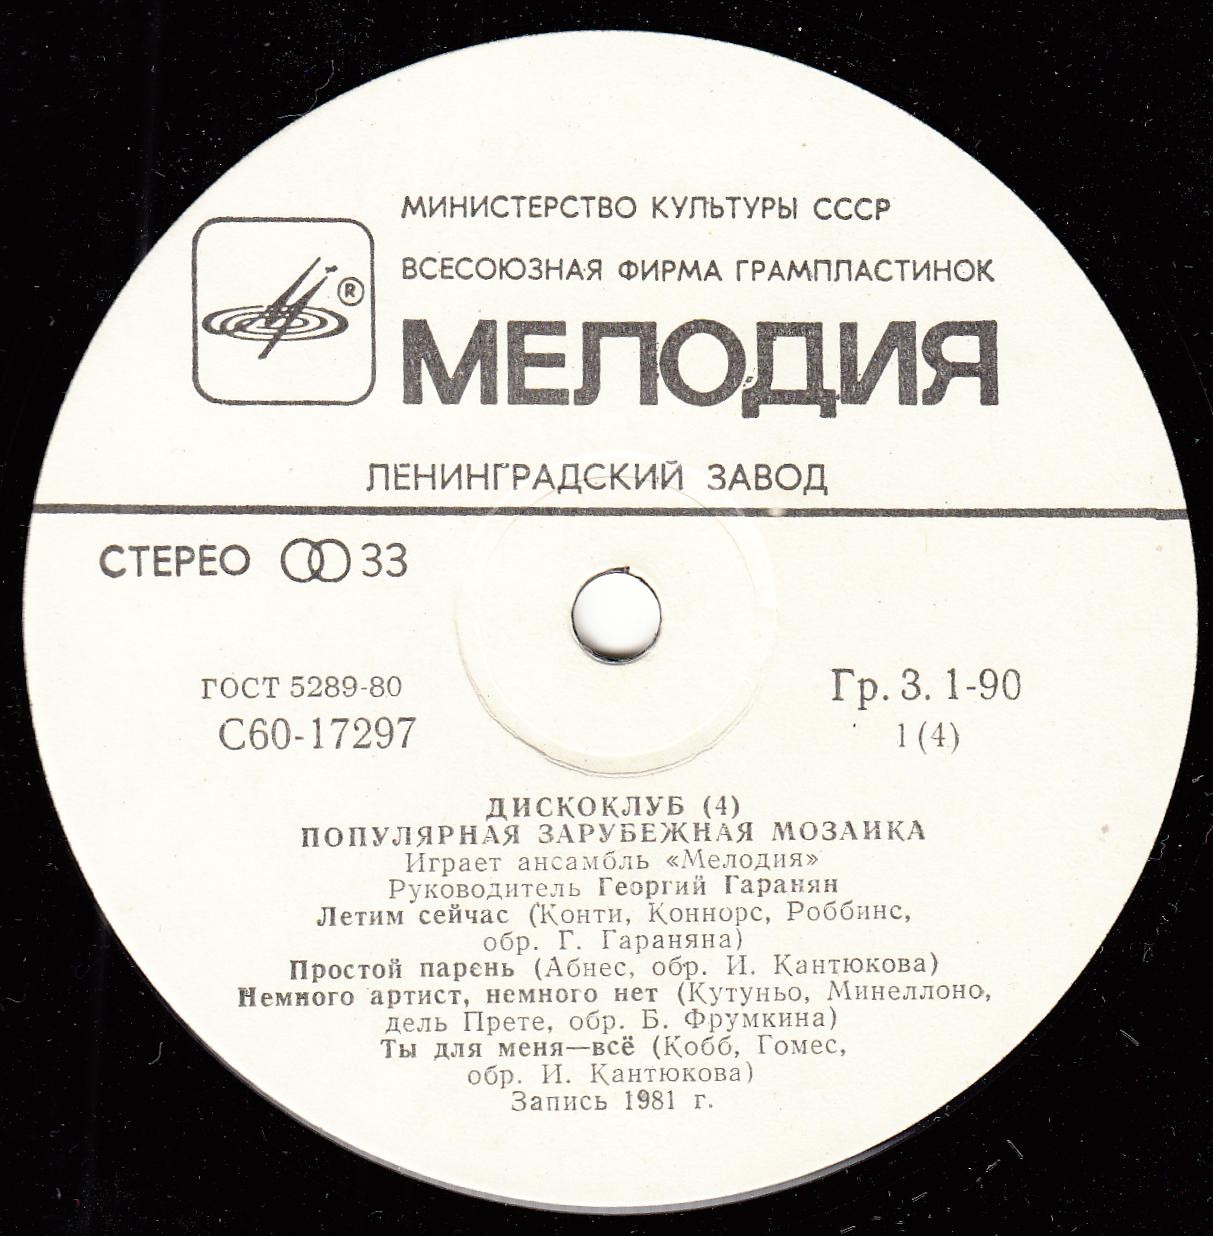 МИНИСТЕРСТВО КУЛЬТУРЫ СССР
ВСЕСОЮЗНАЯ ФИРМА ГРАМПЛАСТИНОК
®
МЕЛОДИЯ
ЛЕНИНГРАДСКИЙ ЗАВОД
СТЕРЕО 33
ГОСТ 5289-80
С60-17297
Гр. 3. 1-90
1 (4)
ДИСКОКЛУБ (4)
ПОПУЛЯРНАЯ ЗАРУБЕЖНАЯ МОЗАИКА
Играет ансамбль «Мелодия»
Руководитель Георгий Гаранян
Летим сейчас (Конти, Коннорс, Роббинс,
обр. Г. Гараняна)
Простой парень (Абнес, обр. И. Кантюкова)
Немного артист, немного нет (Кутуньо, Минеллоно,
дель Прете, обр. Б. Фрумкина)
Ты для меня—всё (Кобб, Гомес,
обр. И. Кантюкова)
Запись 1981 г.